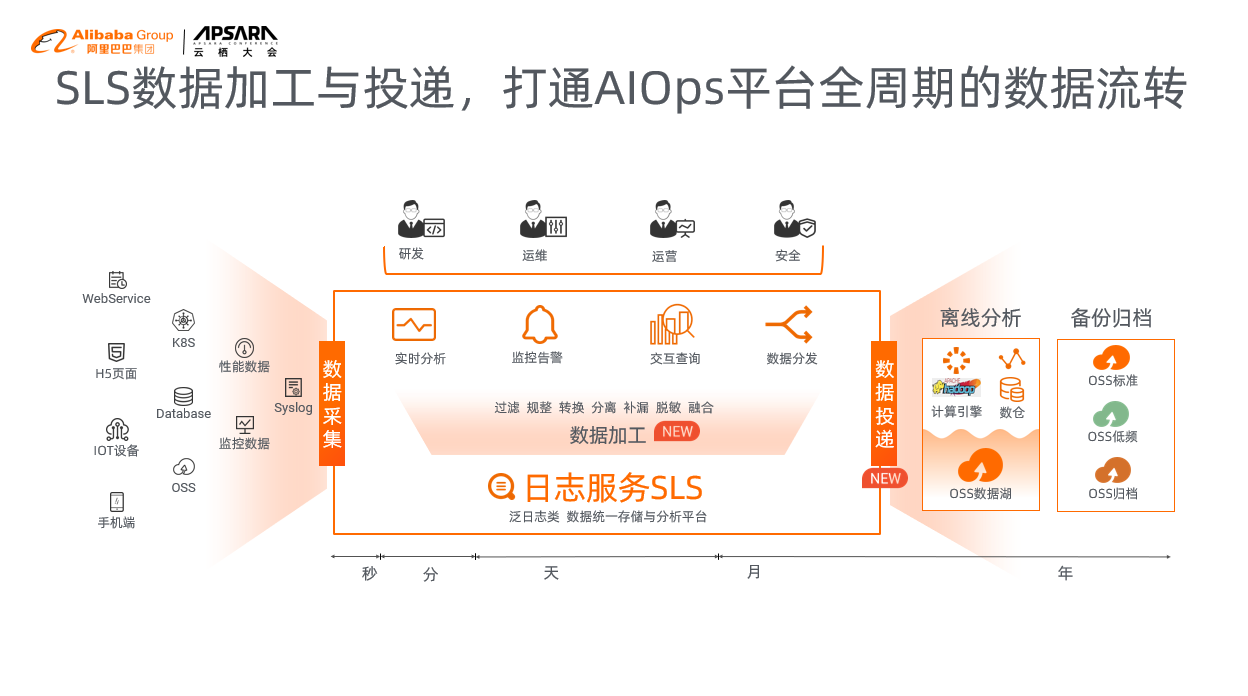 Alibaba Group
阿里巴巴集团
APSARA
APSARA CONFERENCE
云栖大会
SLS数据加工与投递，打通AIOps平台全周期的数据流转
研发
运维
运营
安全
WebService
K8S
H5页面
性能数据
Database
Syslog
IOT设备
监控数据
OSS
手机端
数据采集
实时分析
监控告警
交互查询
数据分发
过滤 规整 转换 分离 补漏 脱敏 融合
数据加工 NEW
日志服务SLS
泛日志类 数据统一存储与分析平台
数据投递
NEW
离线分析
APACHE
hadoop
计算引擎
数仓
OSS数据湖
备份归档
OSS标准
OSS低频
OSS归档
秒
分
天
月
年